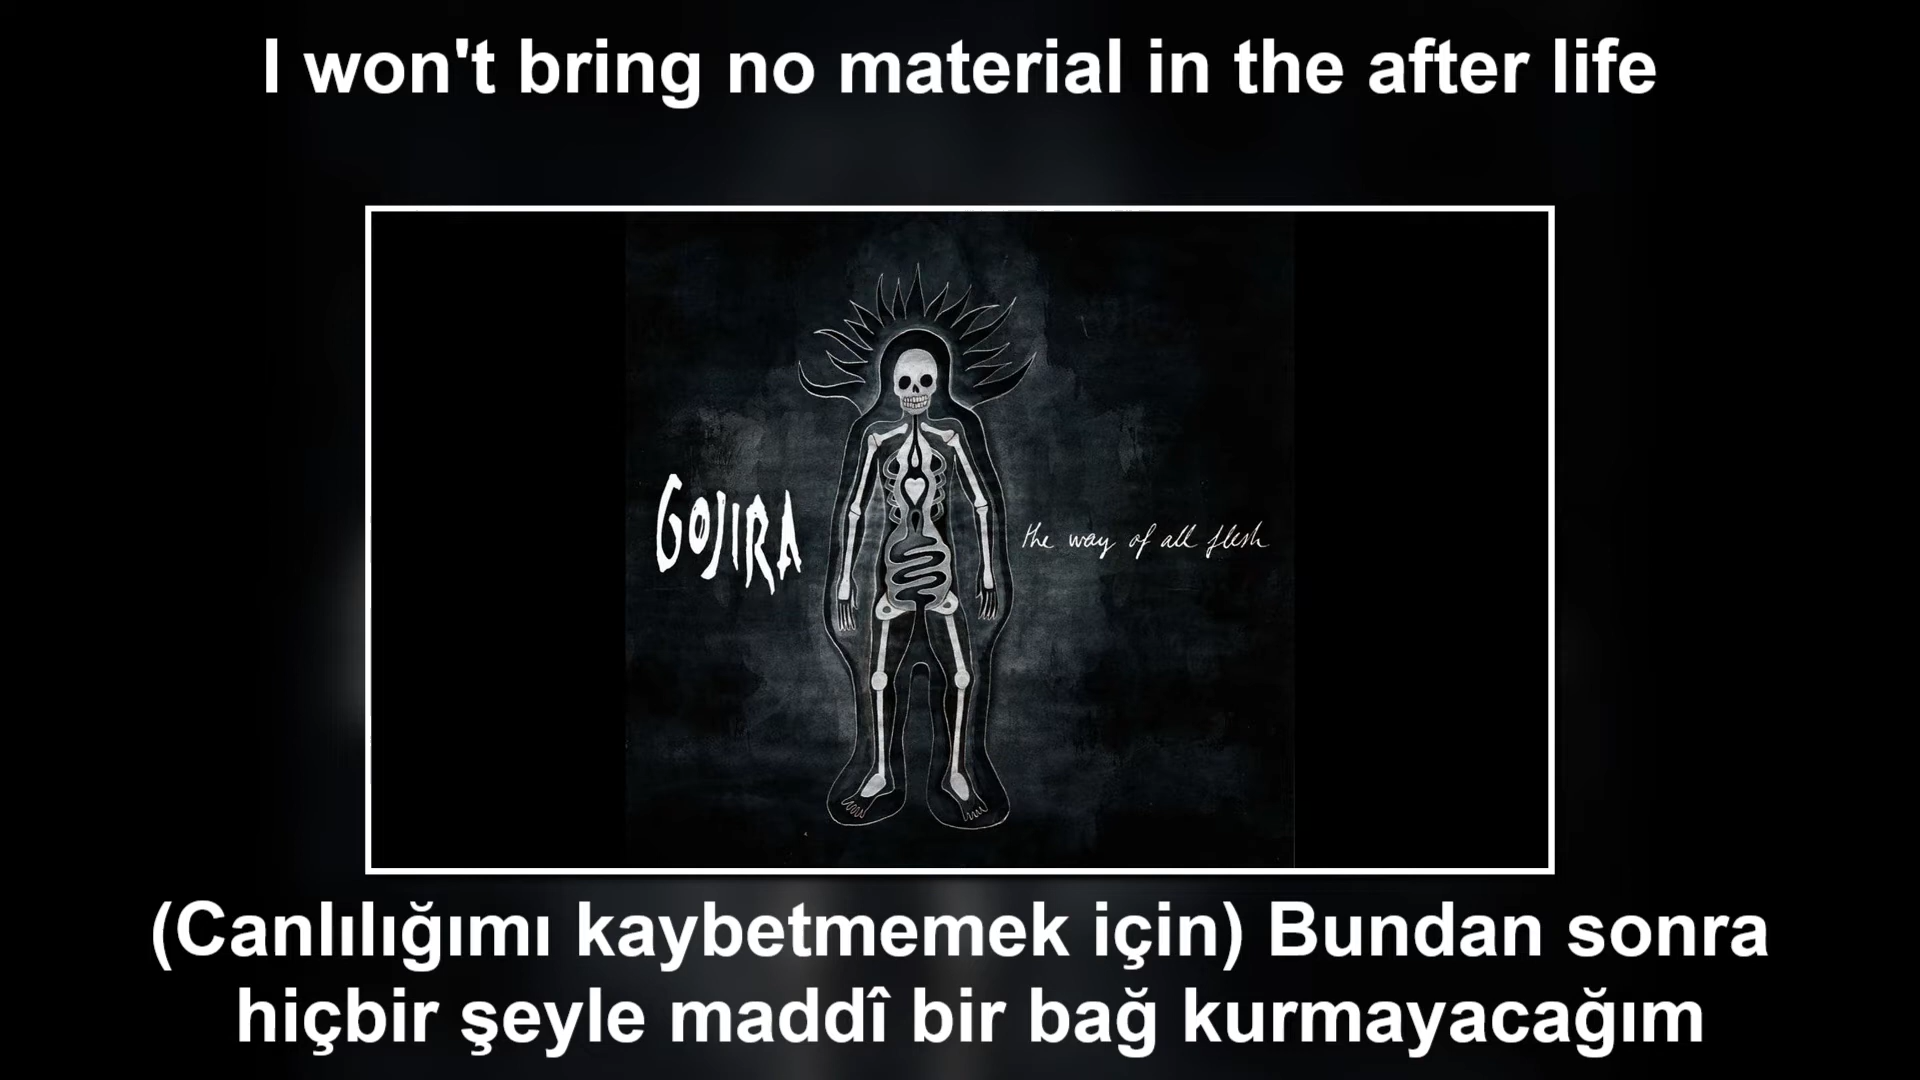 I won't bring no material in the after life
GOJIRA
the way of all flesh
(Canlılığımı kaybetmemek için) Bundan sonra
hiçbir şeyle maddî bir bağ kurmayacağım